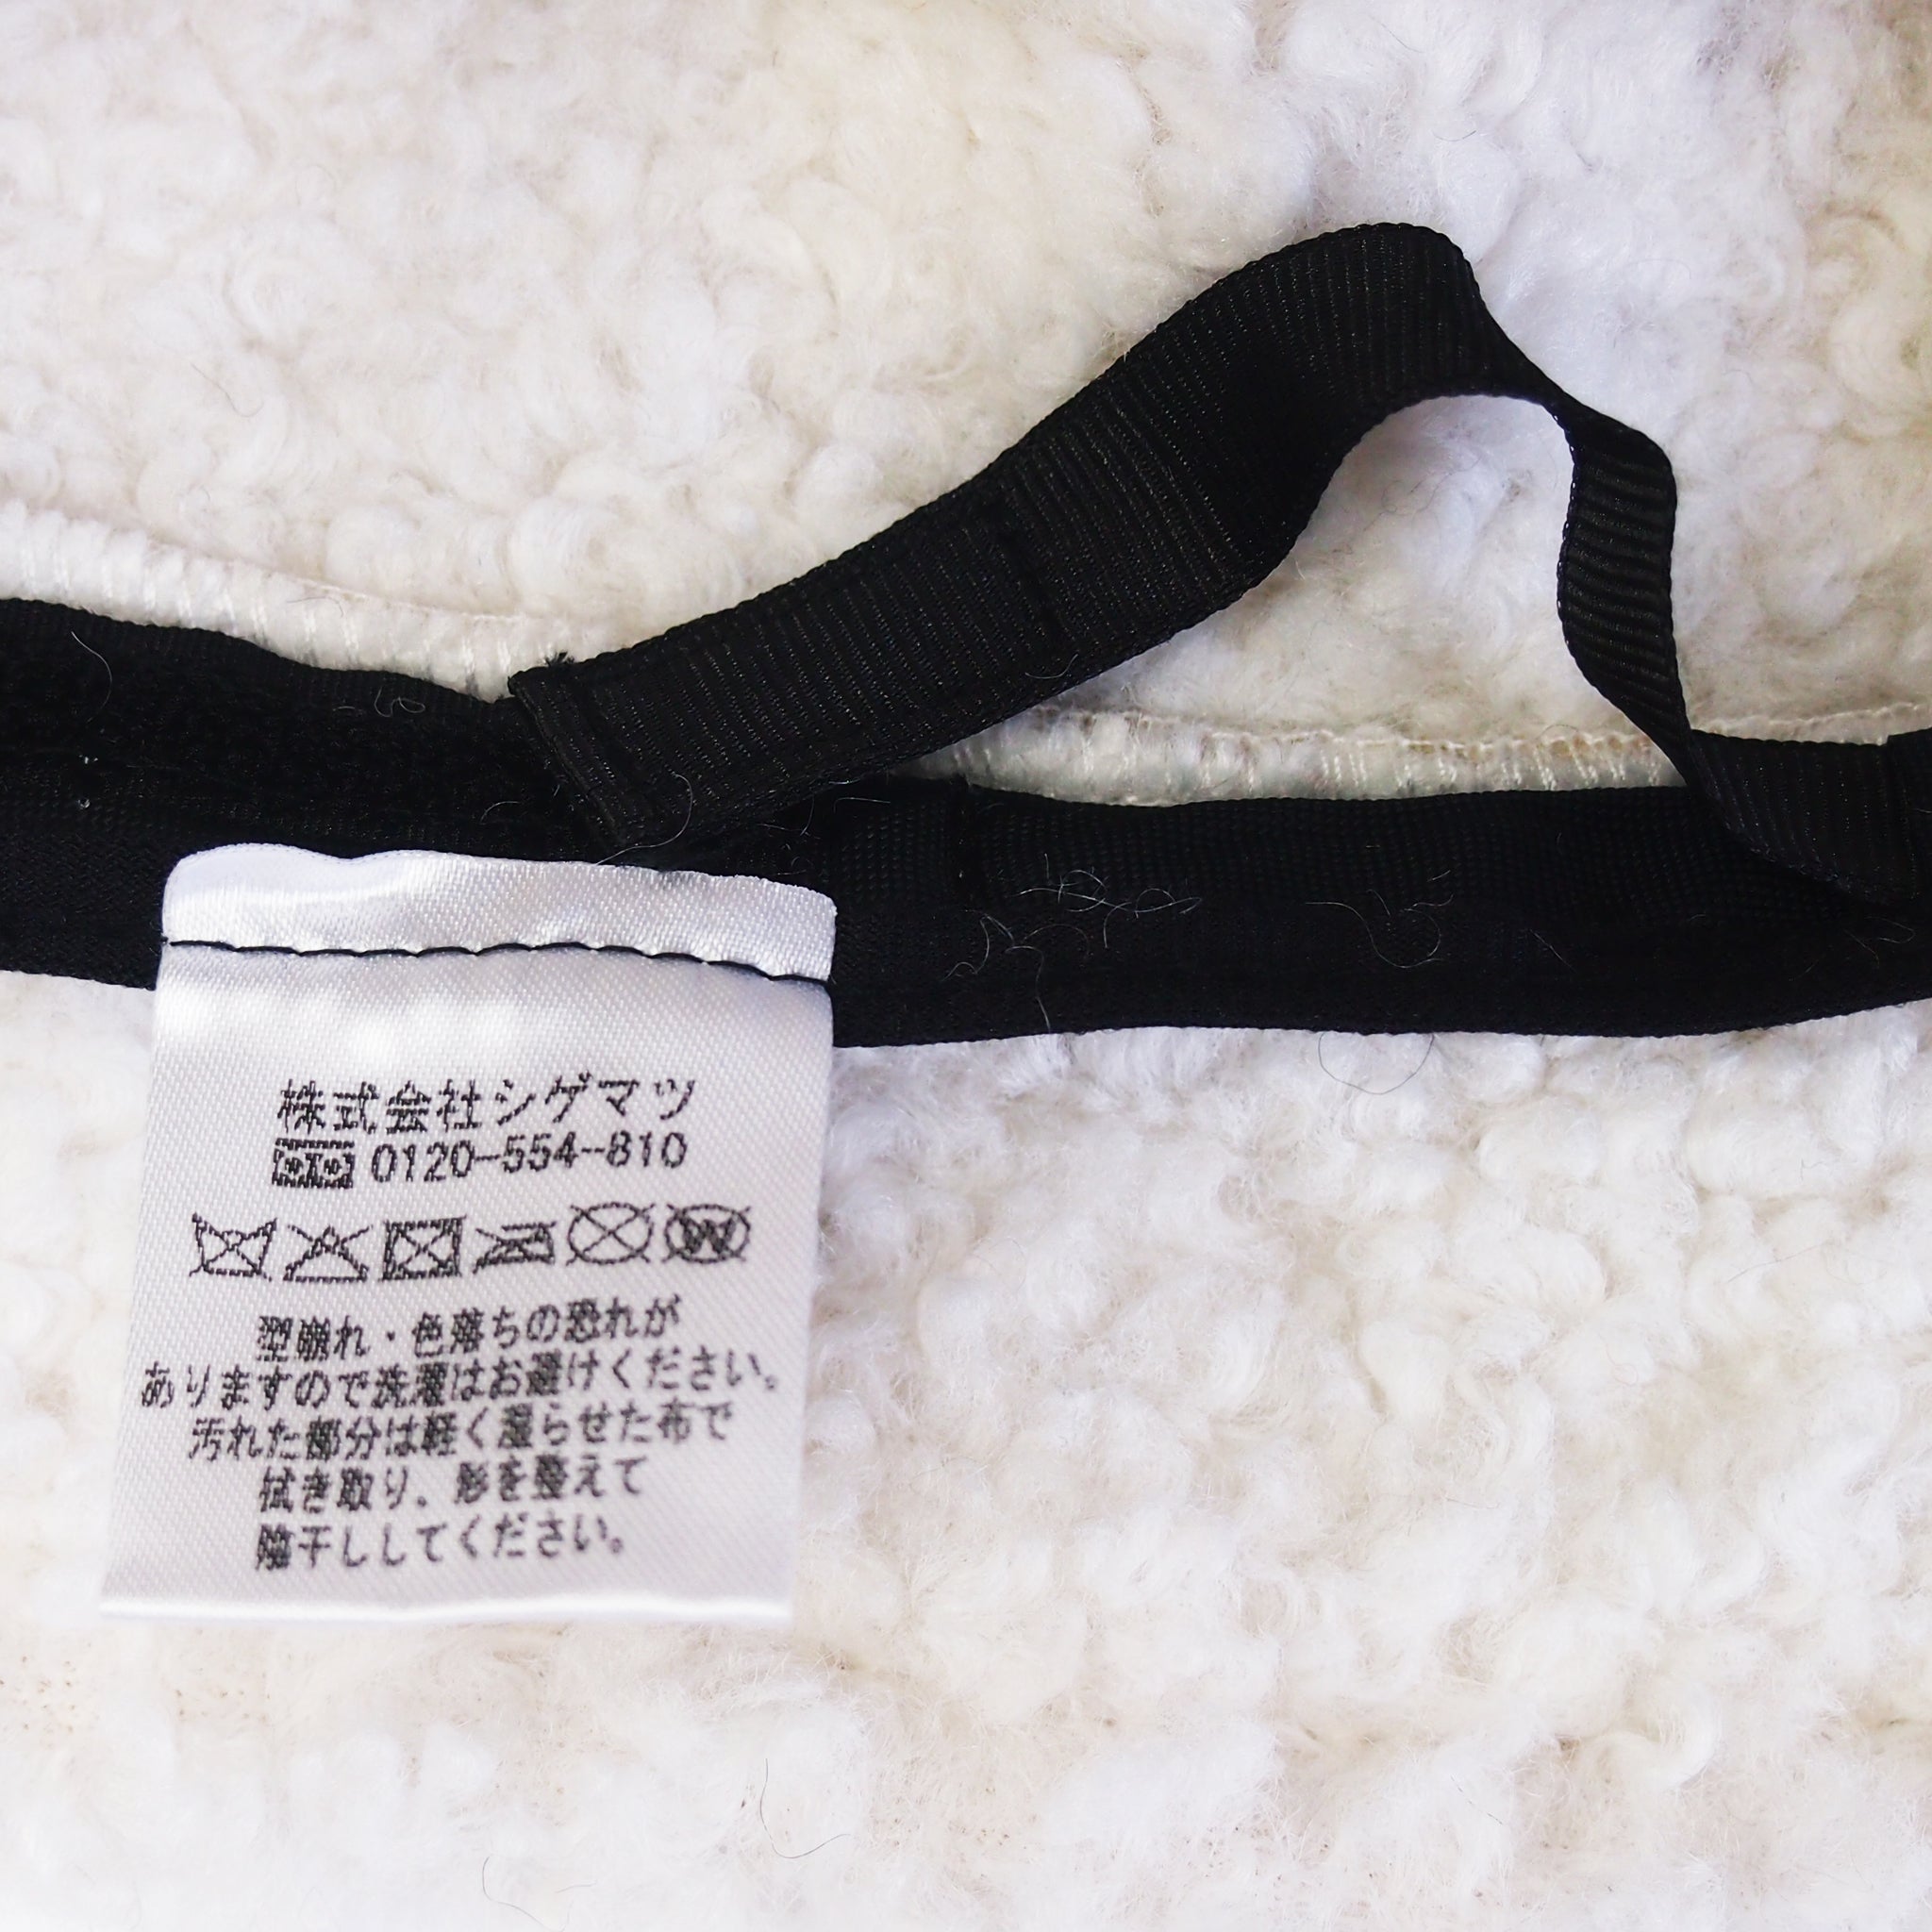 株式会社シゲマツ
0120-554-810
型崩れ・色落ちの恐れが
ありますので洗濯はお避けください。
汚れた部分は軽く湿らせた布で
拭き取り、形を整えて
陰干ししてください。